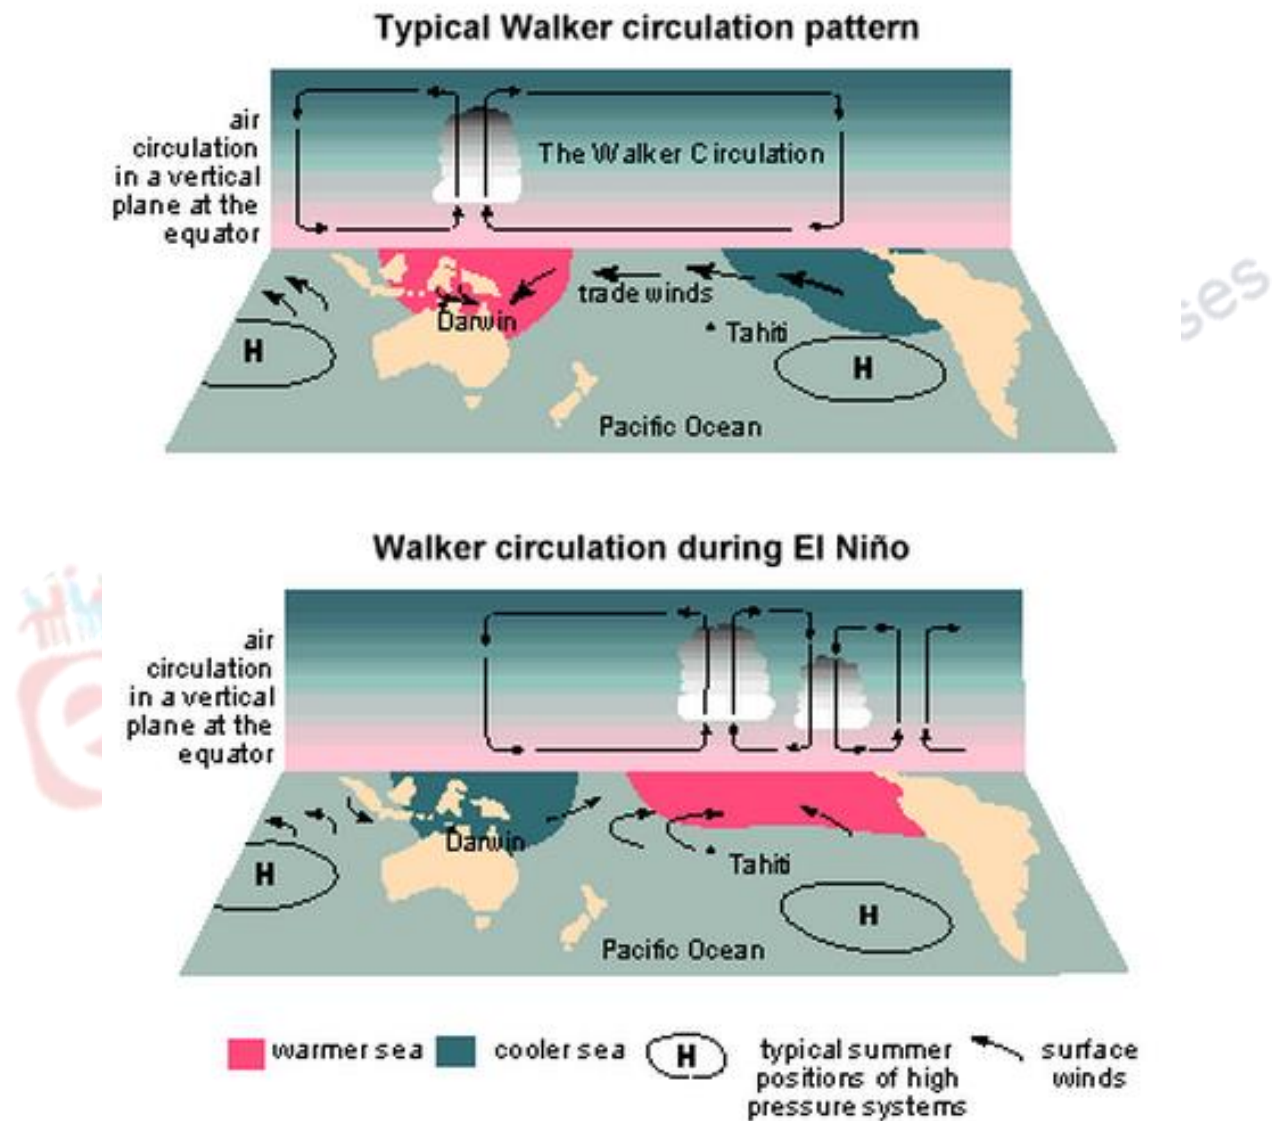 Typical Walker circulation pattern
air
circulation
in a vertical
plane at the
equator
The Walker Circulation
trade winds
Darwin
Tahiti
H
H
Pacific Ocean
ses
Walker circulation during El Niño
air
circulation
in a vertical
plane at the
equator
Darwin
Tahiti
H
H
Pacific Ocean
warmer sea
cooler sea
H
typical summer
positions of high
pressure systems
surface
winds